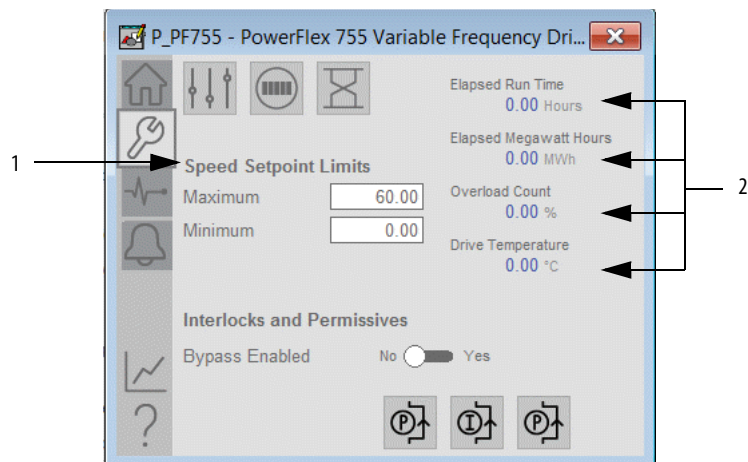 P_PF755 - PowerFlex 755 Variable Frequency Dri...
Elapsed Run Time
0.00 Hours
Elapsed Megawatt Hours
0.00 MWh
1
Speed Setpoint Limits
Maximum 60.00
Minimum 0.00
Overload Count
0.00 %
2
Drive Temperature
0.00 °C
Interlocks and Permissives
Bypass Enabled No Yes
P I P
?